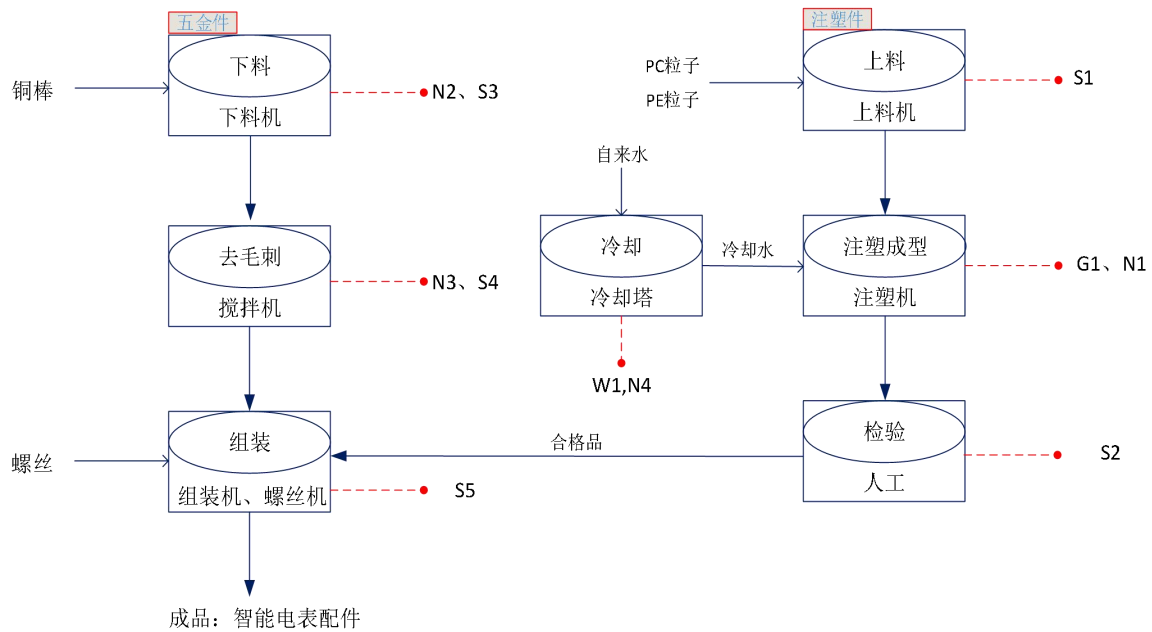 五金件
下料
下料机
铜棒
N2、S3
去毛刺
搅拌机
N3、S4
组装
组装机、螺丝机
螺丝
S5
成品：智能电表配件
注塑件
上料
上料机
PC粒子
PE粒子
S1
自来水
冷却
冷却塔
冷却水
W1,N4
注塑成型
注塑机
G1、N1
检验
人工
合格品
S2